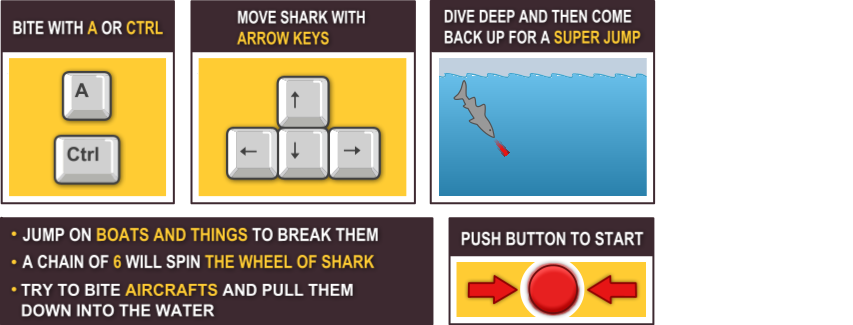 BITE WITH A OR CTRL
A
Ctrl
MOVE SHARK WITH
ARROW KEYS
↑
← ↓ →
DIVE DEEP AND THEN COME
BACK UP FOR A SUPER JUMP
• JUMP ON BOATS AND THINGS TO BREAK THEM
• A CHAIN OF 6 WILL SPIN THE WHEEL OF SHARK
• TRY TO BITE AIRCRAFTS AND PULL THEM
DOWN INTO THE WATER
PUSH BUTTON TO START